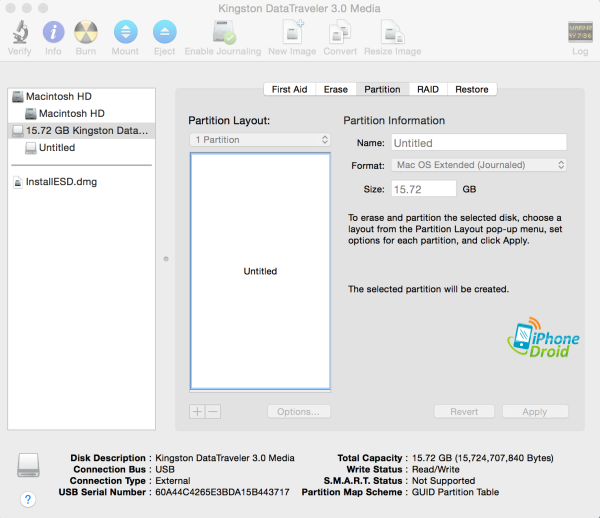 Kingston DataTraveler 3.0 Media
Verify Info Burn Mount Eject Enable Journaling New Image Convert Resize Image Log
First Aid Erase Partition RAID Restore
Macintosh HD
Macintosh HD
15.72 GB Kingston Data...
Untitled
InstallESD.dmg
Partition Layout:
1 Partition
Untitled
+ −
Options...
Partition Information
Name: Untitled
Format: Mac OS Extended (Journaled)
Size: 15.72 GB
To erase and partition the selected disk, choose a
layout from the Partition Layout pop-up menu, set
options for each partition, and click Apply.
The selected partition will be created.
iPhone
Droid
Revert Apply
Disk Description : Kingston DataTraveler 3.0 Media
Connection Bus : USB
Connection Type : External
USB Serial Number : 60A44C4265E3BDA15B443717
Total Capacity : 15.72 GB (15,724,707,840 Bytes)
Write Status : Read/Write
S.M.A.R.T. Status : Not Supported
Partition Map Scheme : GUID Partition Table
?